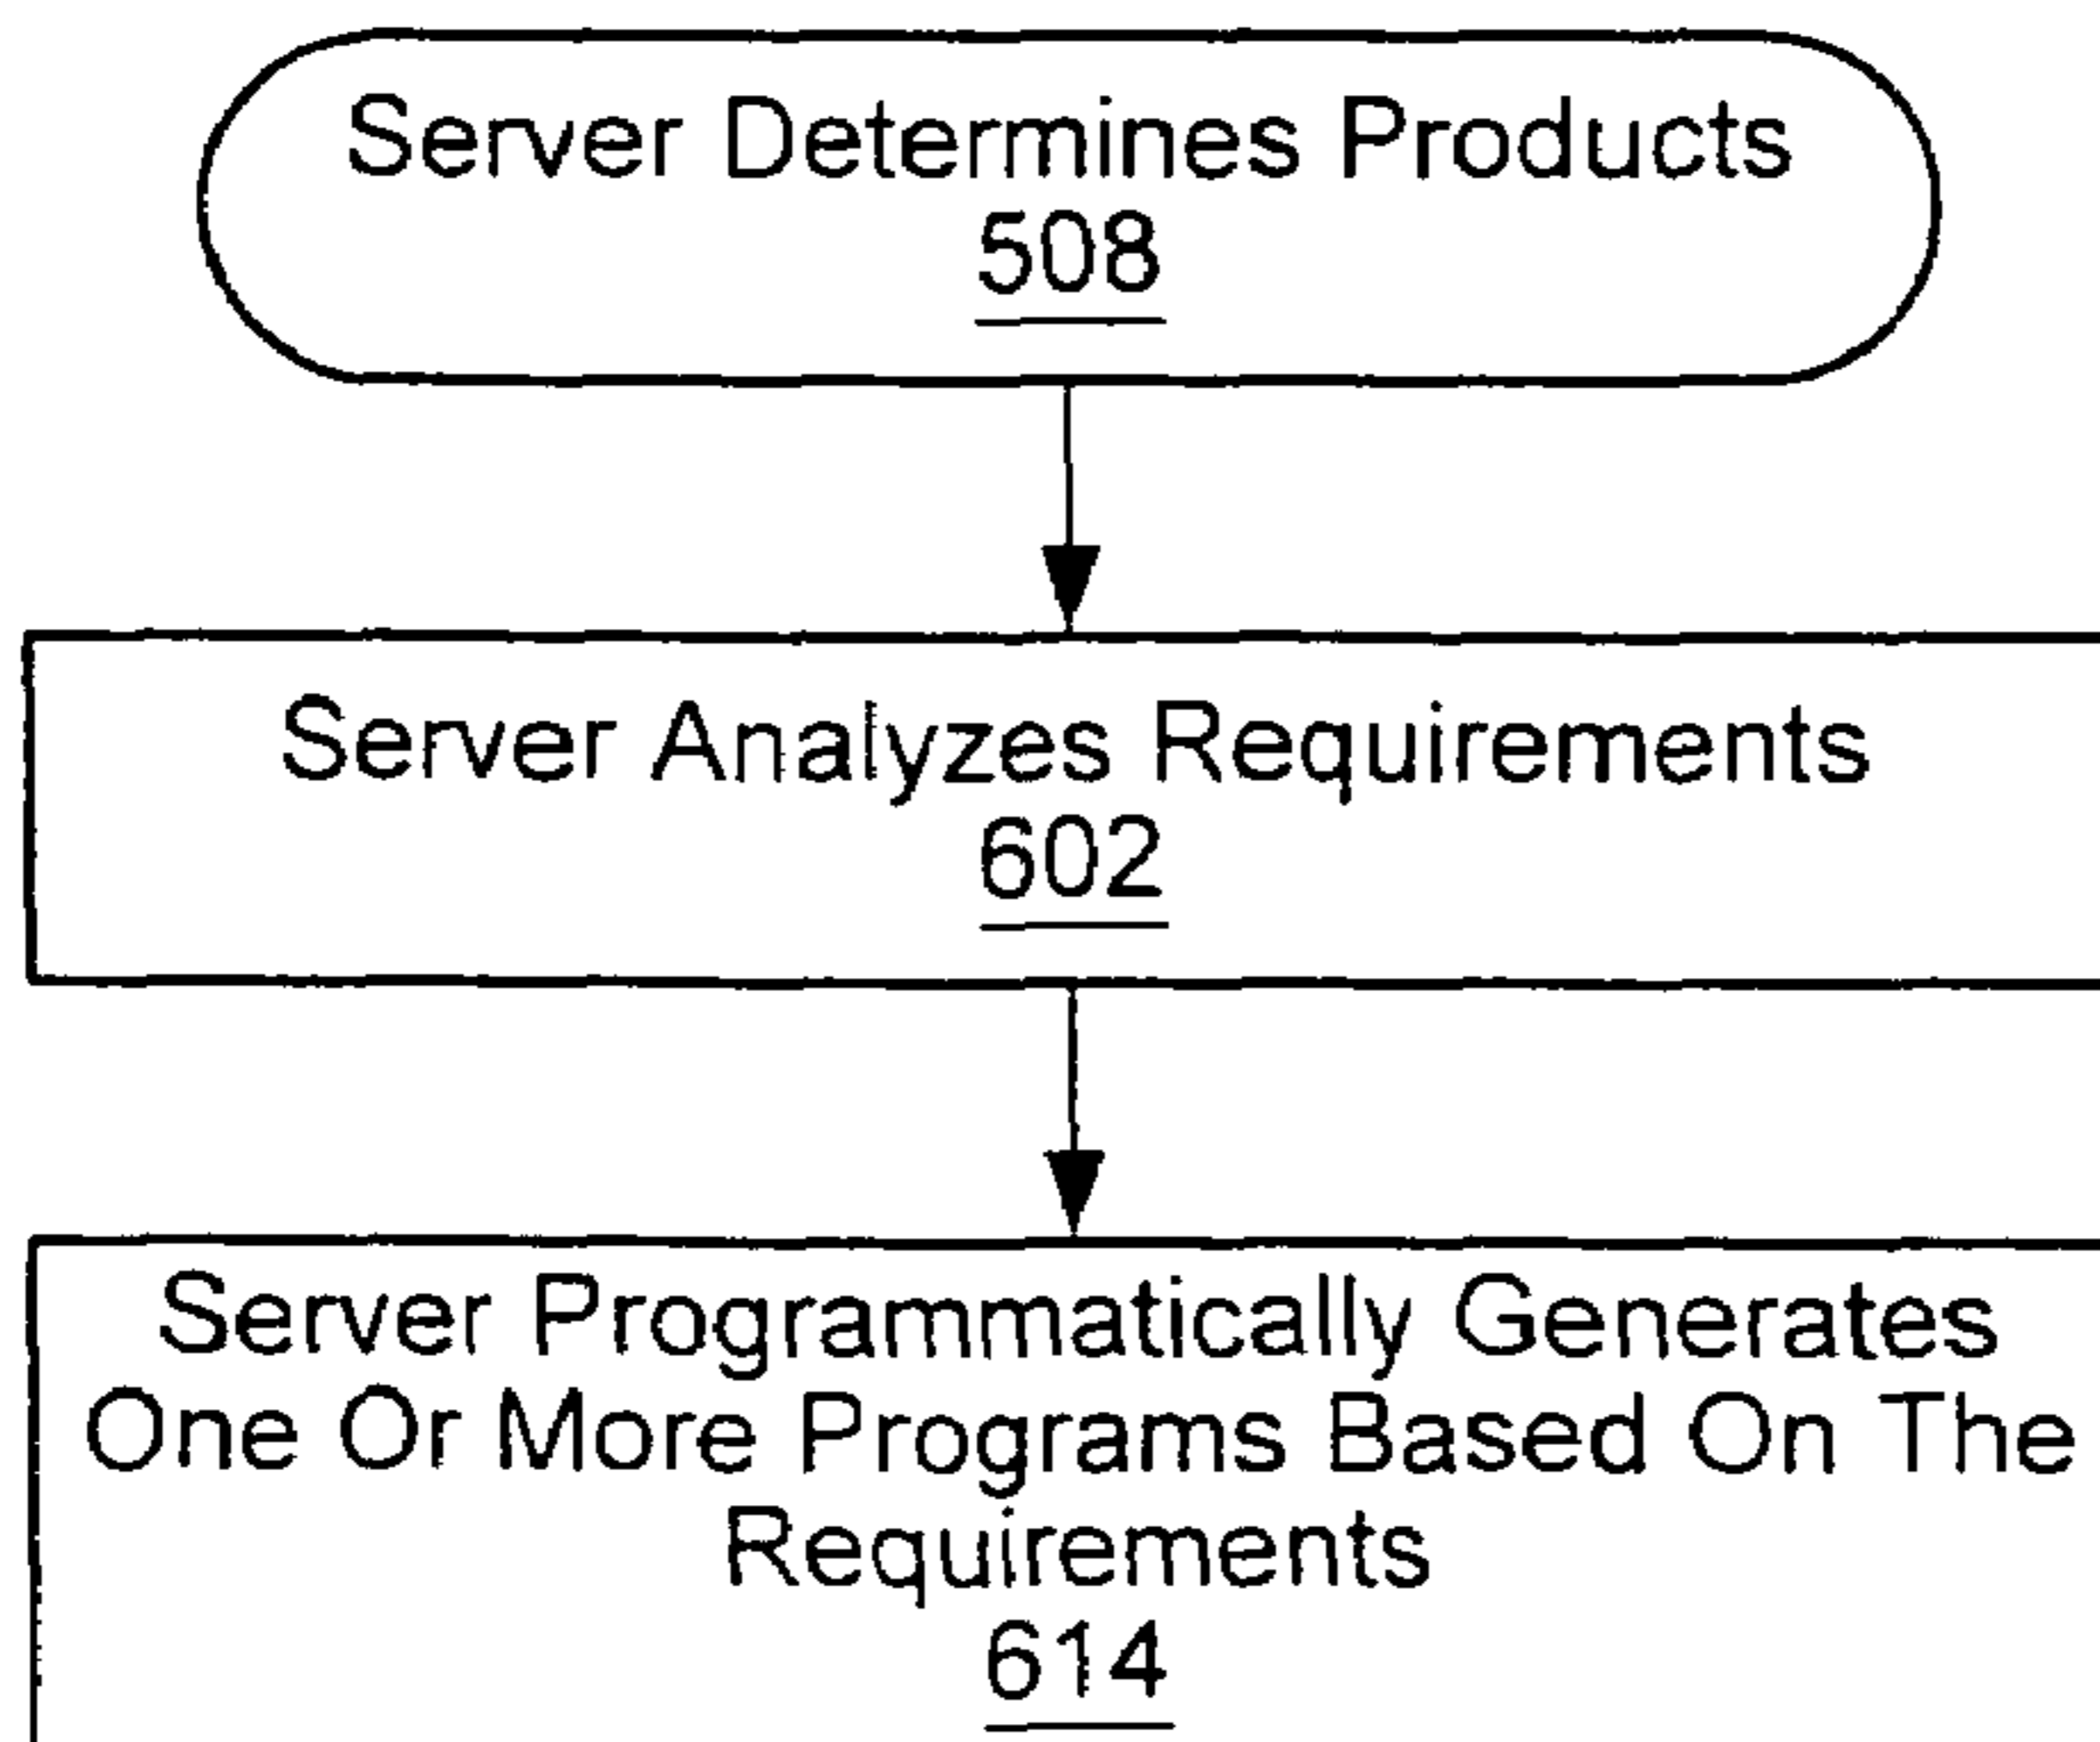 Server Determines Products
508
Server Analyzes Requirements
602
Server Programmatically Generates
One Or More Programs Based On The
Requirements
614